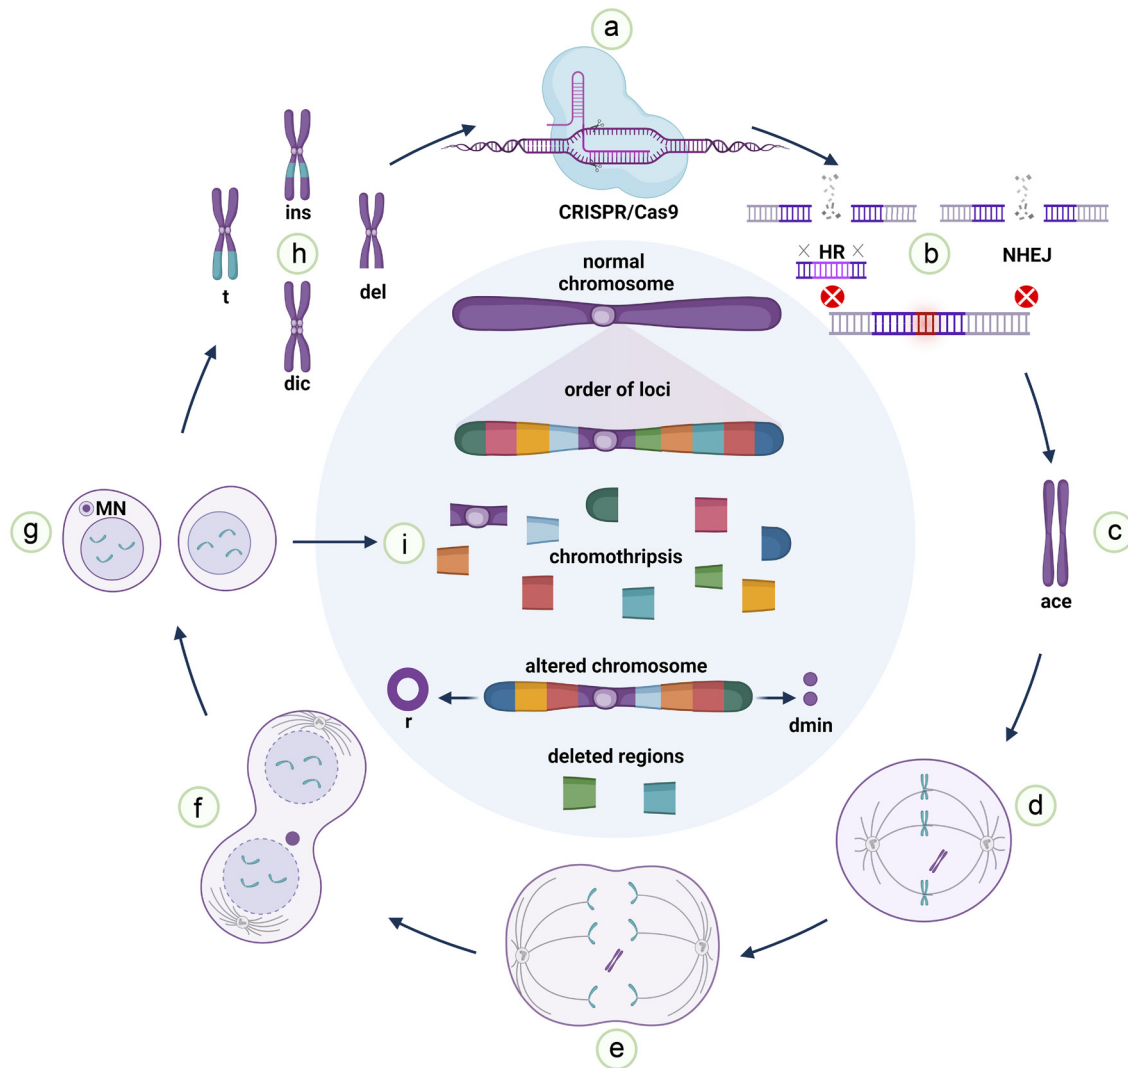 a
CRISPR/Cas9
HR
NHEJ
b
ins
t
h
del
dic
normal
chromosome
order of loci
c
ace
g
MN
i
chromothripsis
altered chromosome
r
dmin
deleted regions
f
d
e